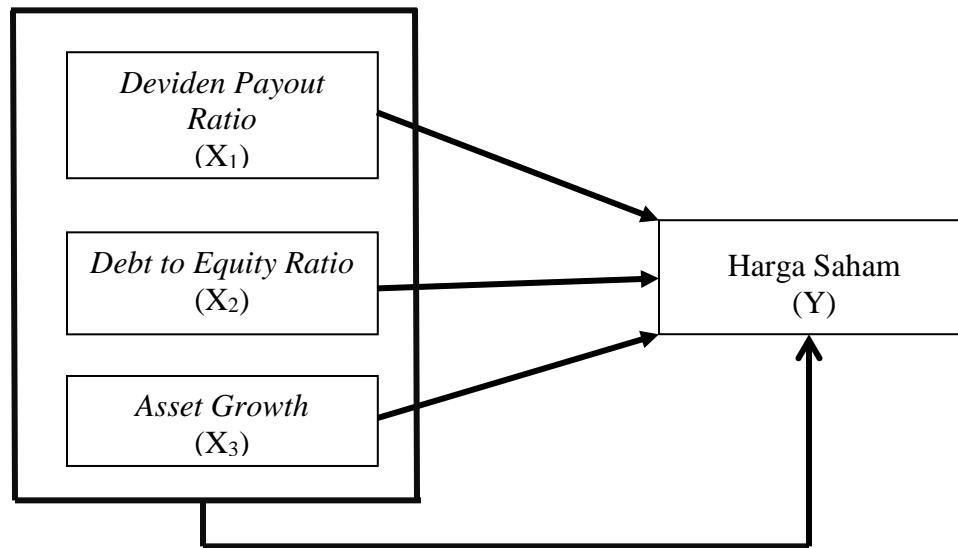 Deviden Payout
Ratio
(X₁)
Debt to Equity Ratio
(X₂)
Asset Growth
(X₃)
Harga Saham
(Y)